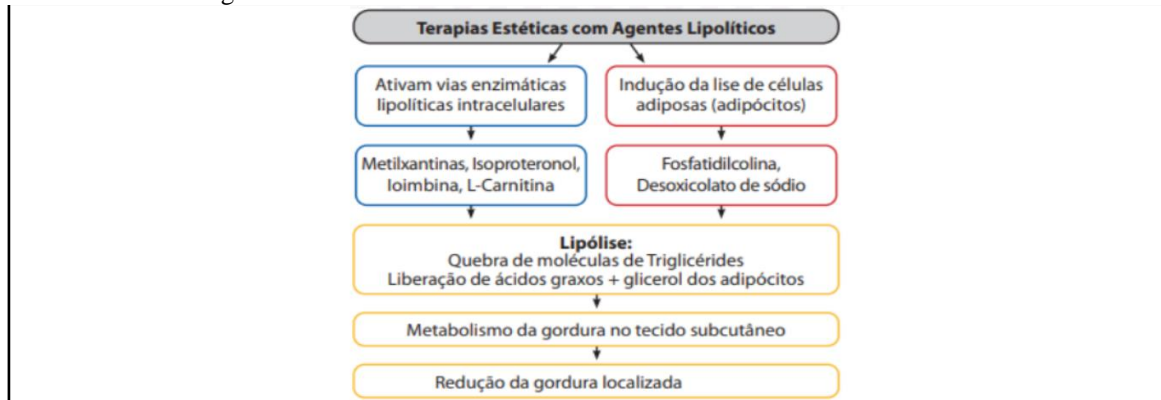 Terapias Estéticas com Agentes Lipolíticos
Ativam vias enzimáticas
lipolíticas intracelulares
Indução da lise de células
adiposas (adipócitos)
Metilxantinas, Isoproteronol,
Ioimbina, L-Carnitina
Fosfatidilcolina,
Desoxicolato de sódio
Lipólise:
Quebra de moléculas de Triglicérides
Liberação de ácidos graxos + glicerol dos adipócitos
Metabolismo da gordura no tecido subcutâneo
Redução da gordura localizada